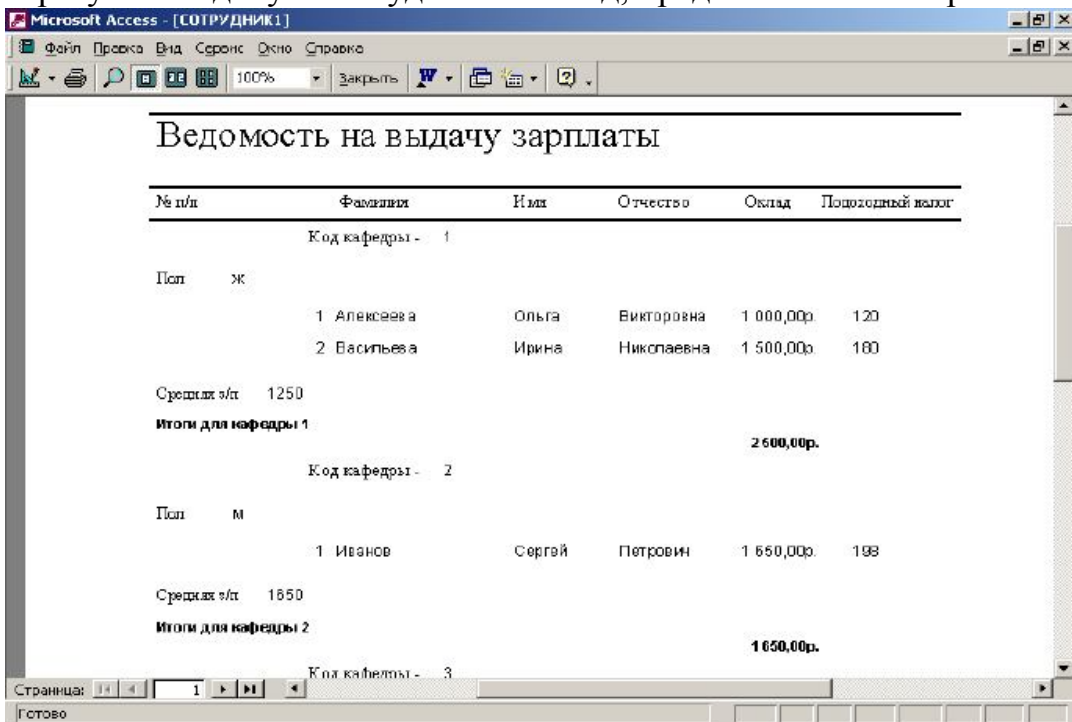 Microsoft Access - [СОТРУДНИК1]
Файл Правка Вид Сервис Окно Справка
100% Закрыть
Ведомость на выдачу зарплаты
№ п/п Фамилия Имя Отчество Оклад Подоходный налог
Код кафедры - 1
Пол ж
1 Алексеева Ольга Викторовна 1 000,00р. 120
2 Васильева Ирина Николаевна 1 500,00р. 180
Средняя з/п 1250
Итоги для кафедры 1
2 500,00р.
Код кафедры - 2
Пол м
1 Иванов Сергей Петрович 1 650,00р. 198
Средняя з/п 1650
Итоги для кафедры 2
1 650,00р.
Код кафедры - 3
Страница: 1
Готово